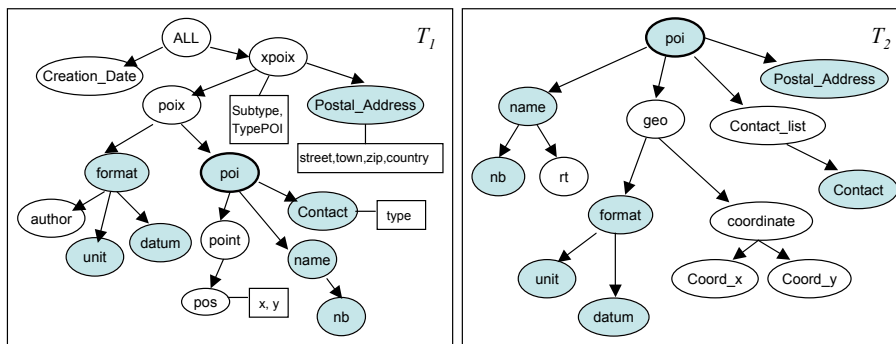 ALL
T1
Creation_Date
xpoix
poix
Subtype,
TypePOI
Postal_Address
street,town,zip,country
format
poi
author
unit
datum
point
Contact
type
name
pos
x, y
nb
poi
T2
Postal_Address
name
geo
Contact_list
nb
rt
Contact
format
coordinate
unit
datum
Coord_x
Coord_y